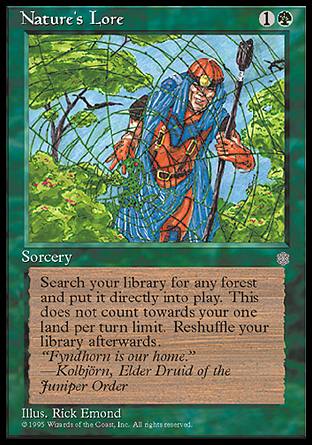 Nature's Lore 1
Sorcery
Search your library for any forest
and put it directly into play. This
does not count towards your one
land per turn limit. Reshuffle your
library afterwards.
"Fyndhorn is our home."
—Kolbjörn, Elder Druid of the
Juniper Order
Illus. Rick Emond
©1995 Wizards of the Coast, Inc. All rights reserved.